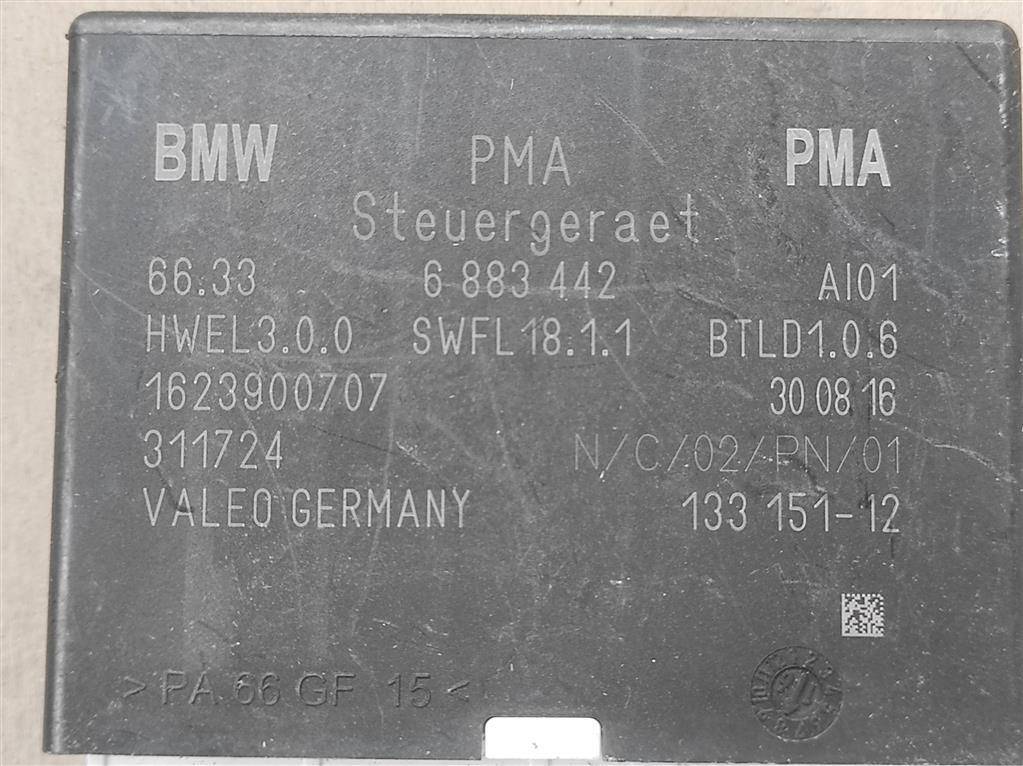 BMW PMA PMA
Steuergeraet
66.33 6 883 442 AI01
HWEL3.0.0 SWFL18.1.1 BTLD1.0.6
1623900707 30 08 16
311724 N/C/02/PN/01
VALEO GERMANY 133 151-12
> PA 66 GF 15 <